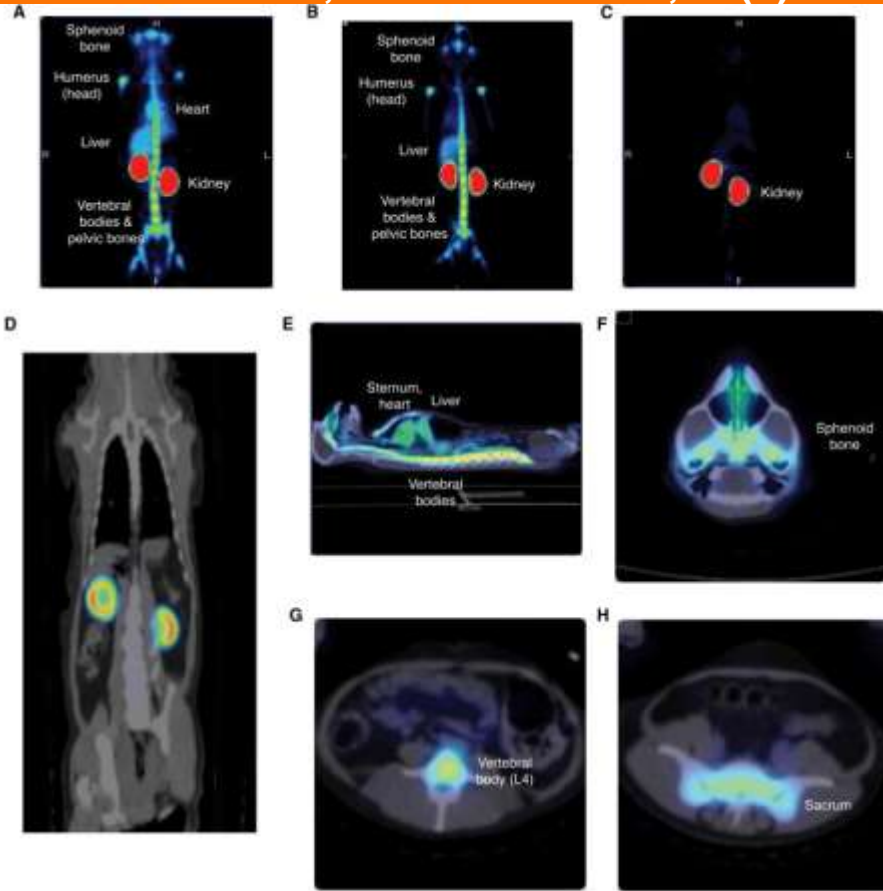 A
H
Sphenoid
bone
Humerus
(head)
Heart
Liver
R
L
Kidney
Vertebral
bodies &
pelvic bones
F
B
Sphenoid
bone
Humerus
(head)
Liver
Kidney
Vertebral
bodies &
pelvic bones
C
H
R
L
Kidney
F
D
E
Sternum,
heart
Liver
Vertebral
bodies
F
Sphenoid
bone
G
Vertebral
body (L4)
H
Sacrum